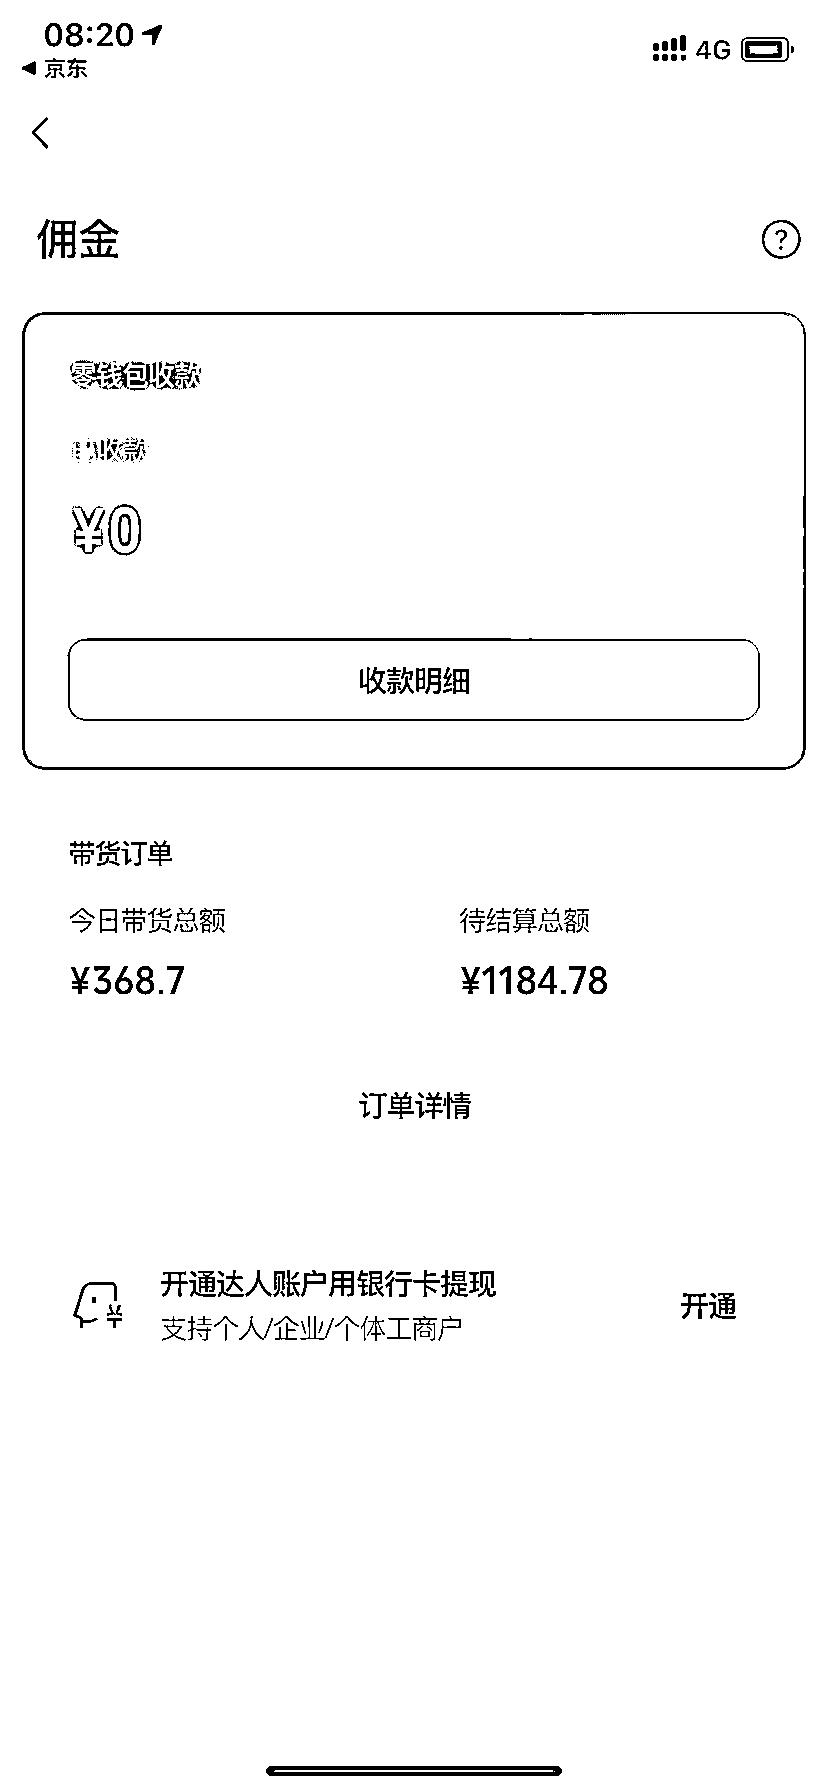 08:20
4G
京东
佣金
?
零钱包收款
已收款
¥0
收款明细
带货订单
今日带货总额 待结算总额
¥368.7 ¥1184.78
订单详情
开通达人账户用银行卡提现
支持个人/企业/个体工商户
开通